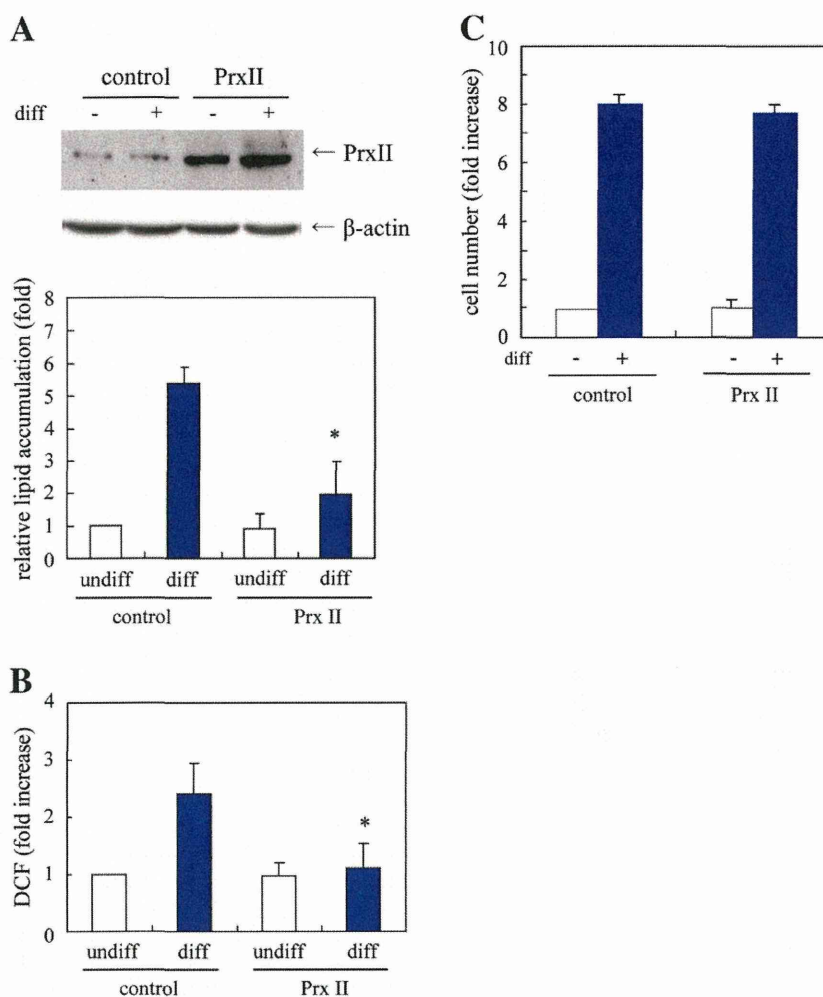 A
control PrxII
diff - + - +
← PrxII
← β-actin
relative lipid accumulation (fold)
8
7
6
5
4
3
2
1
0
undiff diff undiff diff
control Prx II
B
DCF (fold increase)
4
3
2
1
0
undiff diff undiff diff
control Prx II
C
cell number (fold increase)
10
8
6
4
2
0
diff - + - +
control Prx II
*
*